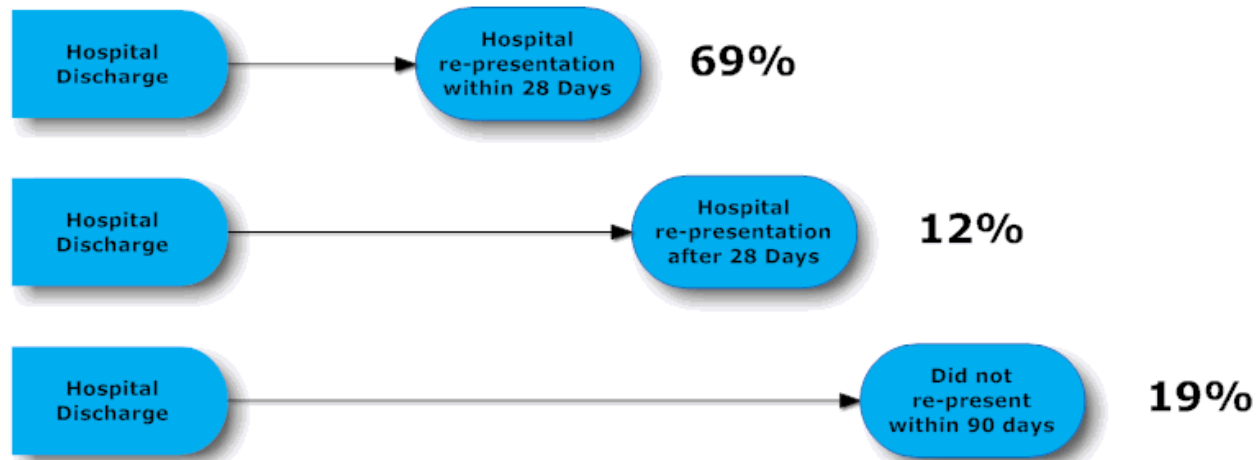 Hospital
Discharge
Hospital
re-presentation
within 28 Days
69%
Hospital
Discharge
Hospital
re-presentation
after 28 Days
12%
Hospital
Discharge
Did not
re-present
within 90 days
19%